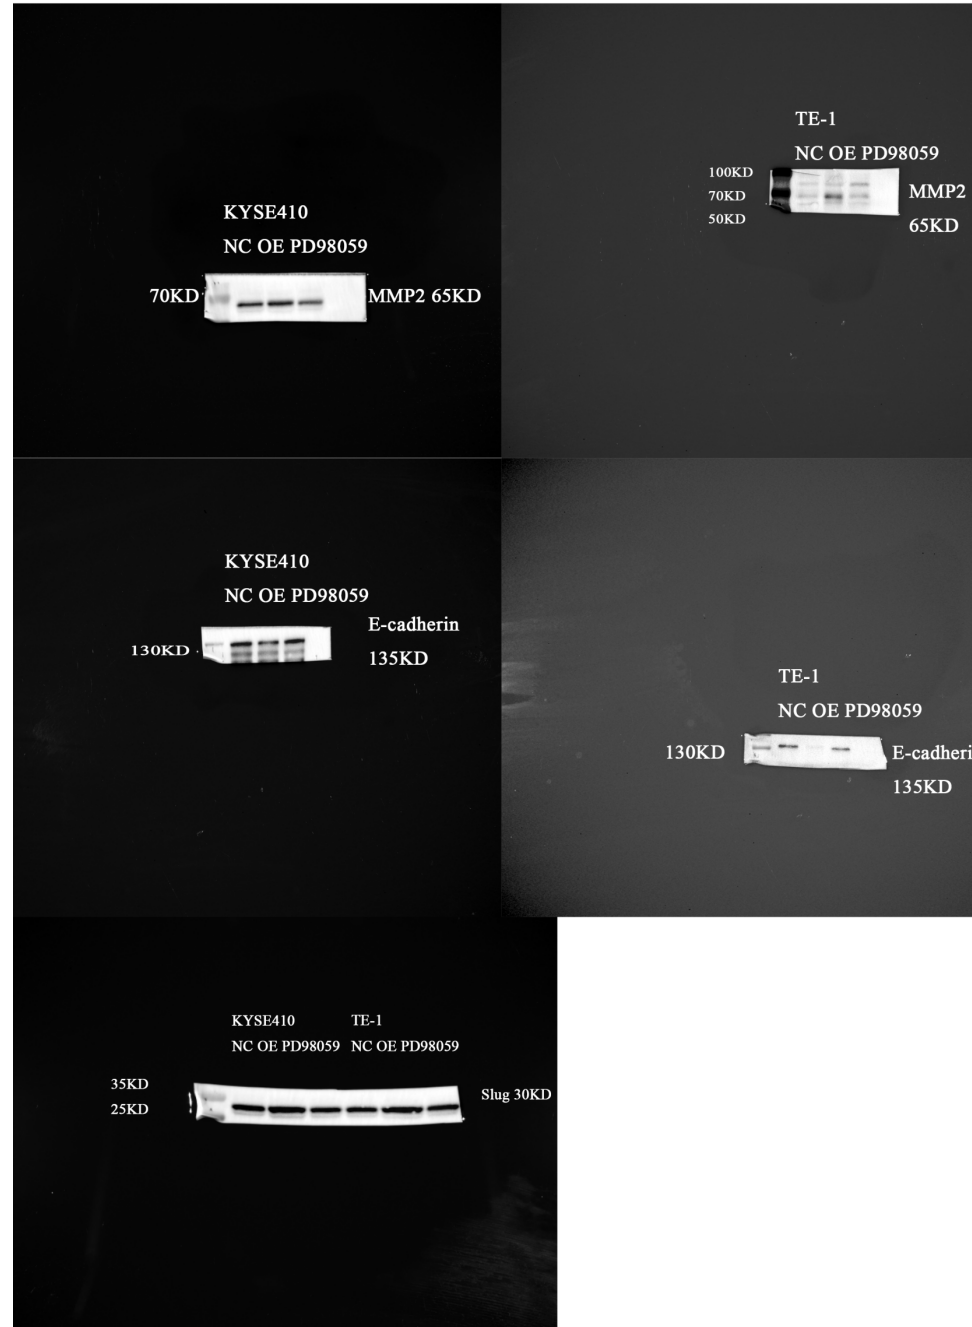 KYSE410
NC OE PD98059
70KD
MMP2 65KD
TE-1
NC OE PD98059
100KD
70KD
50KD
MMP2
65KD
KYSE410
NC OE PD98059
130KD
E-cadherin
135KD
TE-1
NC OE PD98059
130KD
E-cadheri
135KD
KYSE410 TE-1
NC OE PD98059 NC OE PD98059
35KD
25KD
Slug 30KD